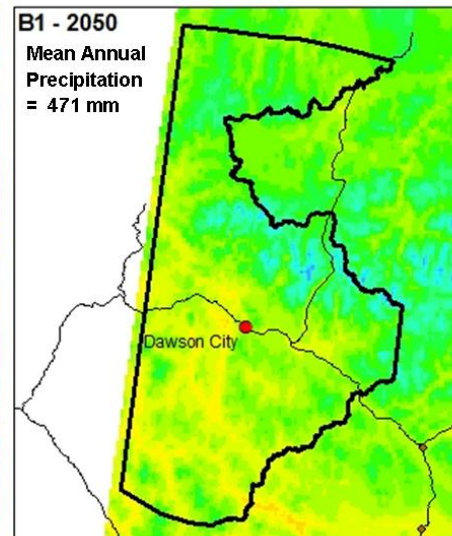 B1 - 2050
Mean Annual
Precipitation
= 471 mm
Dawson City